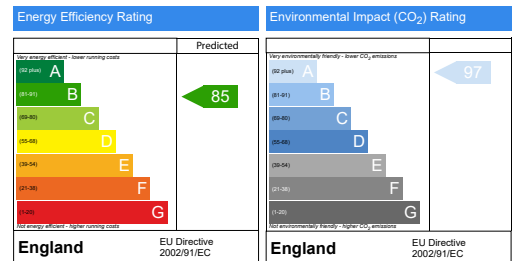 Energy Efficiency Rating
Predicted
Very energy efficient - lower running costs
(92 plus) A
(81-91) B
85
(69-80) C
(55-68) D
(39-54) E
(21-38) F
(1-20) G
Not energy efficient - higher running costs
England
EU Directive
2002/91/EC
Environmental Impact (CO₂) Rating
Very environmentally friendly - lower CO₂ emissions
(92 plus) A
97
(81-91) B
(69-80) C
(55-68) D
(39-54) E
(21-38) F
(1-20) G
Not environmentally friendly - higher CO₂ emissions
England
EU Directive
2002/91/EC